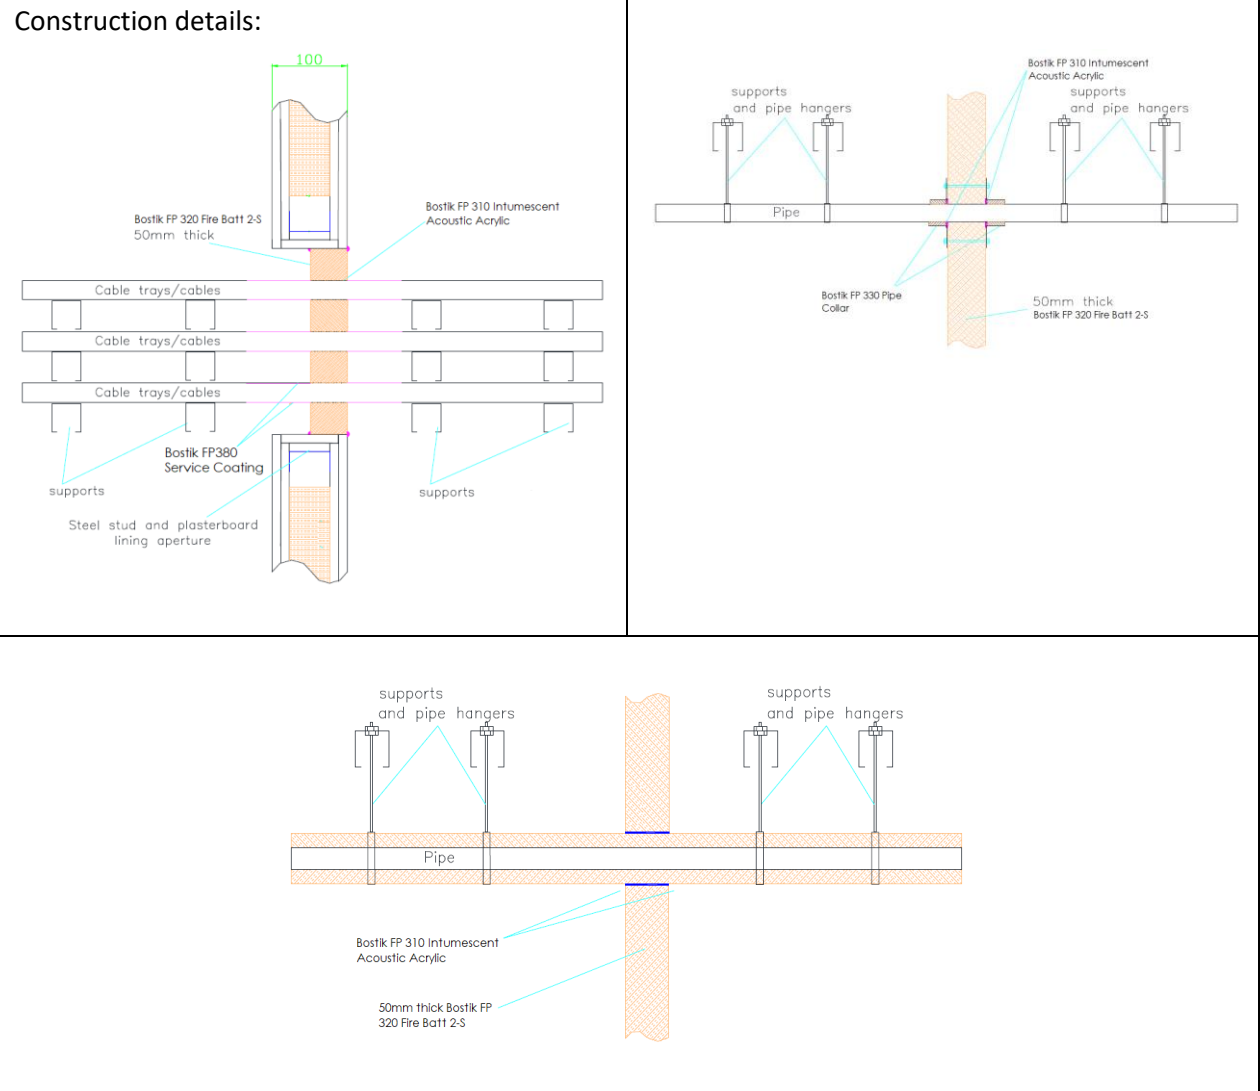 Construction details:
100
Bostik FP 320 Fire Batt 2-S
50mm thick
Bostik FP 310 Intumescent
Acoustic Acrylic
Cable trays/cables
Cable trays/cables
Cable trays/cables
Bostik FP380
Service Coating
supports
supports
Steel stud and plasterboard
lining aperture
Bostik FP 310 Intumescent
Acoustic Acrylic
supports
and pipe hangers
supports
and pipe hangers
Pipe
Bostik FP 330 Pipe
Collar
50mm thick
Bostik FP 320 Fire Batt 2-S
supports
and pipe hangers
supports
and pipe hangers
Pipe
Bostik FP 310 Intumescent
Acoustic Acrylic
50mm thick Bostik FP
320 Fire Batt 2-S